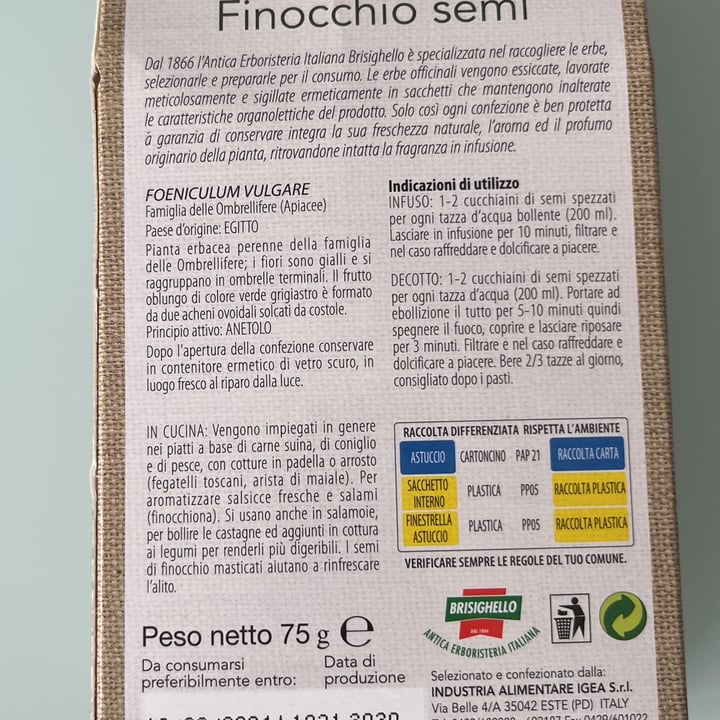 Finocchio semi
Dal 1866 l'Antica Erboristeria Italiana Brisighello è specializzata nel raccogliere le erbe,
selezionarle e prepararle per il consumo. Le erbe officinali vengono essiccate, lavorate
meticolosamente e sigillate ermeticamente in sacchetti che mantengono inalterate
le caratteristiche organolettiche del prodotto. Solo così ogni confezione è ben protetta
á garanzia di conservare integra la sua freschezza naturale, l'aroma ed il profumo
originario della pianta, ritrovandone intatta la fragranza in infusione.
FOENICULUM VULGARE
Famiglia delle Ombrellifere (Apiacee)
Paese d'origine: EGITTO
Pianta erbacea perenne della famiglia
delle Ombrellifere; i fiori sono gialli e si
raggruppano in ombrelle terminali. Il frutto
oblungo di colore verde grigiastro è formato
da due acheni ovoidali solcati da costole.
Principio attivo: ANETOLO
Dopo l'apertura della confezione conservare
in contenitore ermetico di vetro scuro, in
luogo fresco al riparo dalla luce.
Indicazioni di utilizzo
INFUSO: 1-2 cucchiaini di semi spezzati
per ogni tazza d'acqua bollente (200 ml).
Lasciare in infusione per 10 minuti, filtrare e
nel caso raffreddare e dolcificare a piacere.
DECOTTO: 1-2 cucchiaini di semi spezzati
per ogni tazza d'acqua (200 ml). Portare ad
ebollizione il tutto per 5-10 minuti quindi
spegnere il fuoco, coprire e lasciare riposare
per 3 minuti. Filtrare e nel caso raffreddare e
dolcificare a piacere. Bere 2/3 tazze al giorno,
consigliato dopo i pasti.
IN CUCINA: Vengono impiegati in genere
nei piatti a base di carne suina, di coniglio
e di pesce, con cotture in padella o arrosto
(fegatelli toscani, arista di maiale). Per
aromatizzare salsicce fresche e salami
(finocchiona). Si usano anche in salamoie,
per bollire le castagne ed aggiunti in cottura
ai legumi per renderli più digeribili. I semi
di finocchio masticati aiutano a rinfrescare
l'alito.
RACCOLTA DIFFERENZIATA RISPETTA L'AMBIENTE
ASTUCCIO CARTONCINO PAP 21 RACCOLTA CARTA
SACCHETTO INTERNO PLASTICA PP05 RACCOLTA PLASTICA
FINESTRELLA ASTUCCIO PLASTICA PP05 RACCOLTA PLASTICA
VERIFICARE SEMPRE LE REGOLE DEL TUO COMUNE.
Peso netto 75 g e
Da consumarsi
preferibilmente entro:
Data di
produzione
BRISIGHELLO
DAL 1866
ANTICA ERBORISTERIA ITALIANA
Selezionato e confezionato dalla:
INDUSTRIA ALIMENTARE IGEA S.r.l.
Via Belle 4/A 35042 ESTE (PD) ITALY